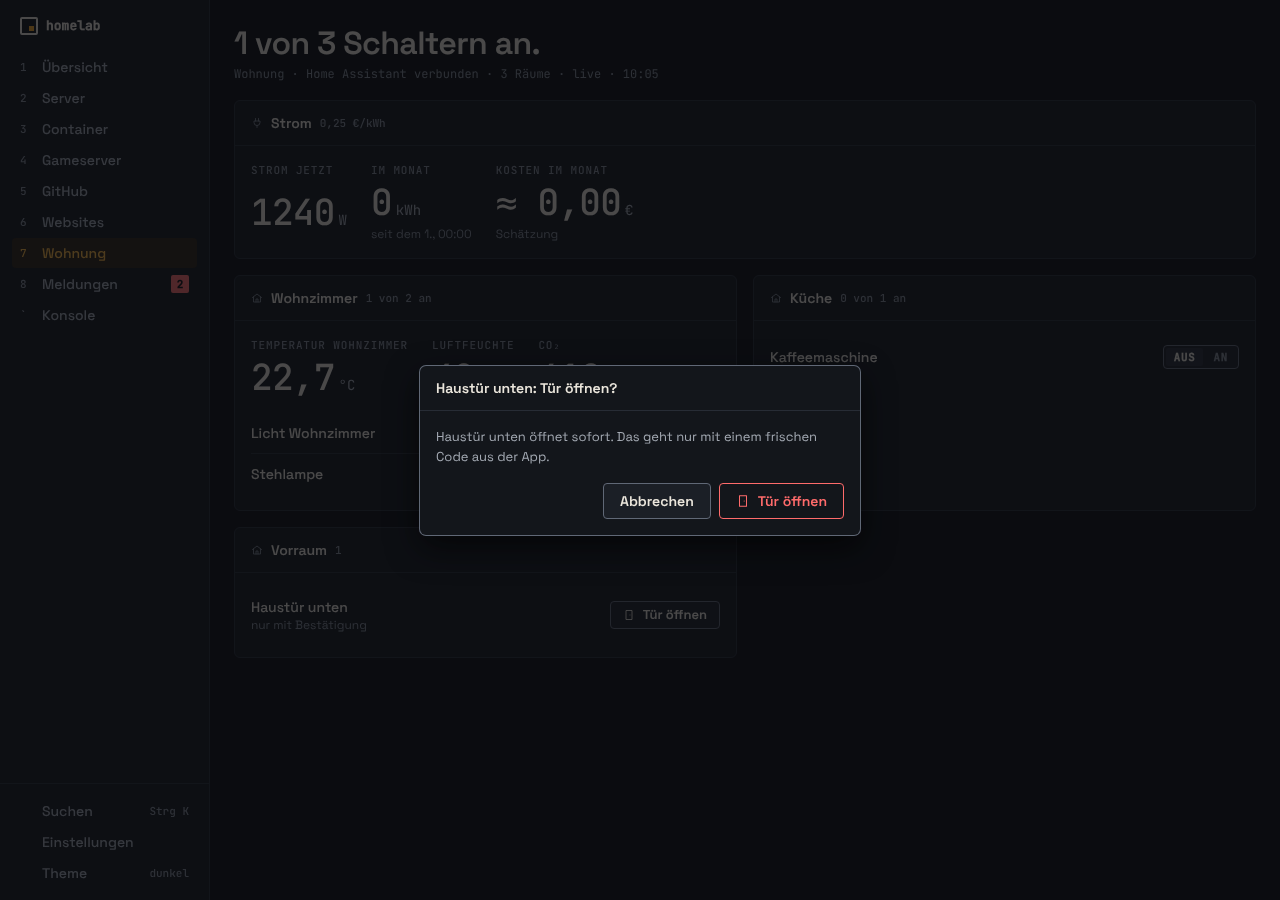 homelab
1 Übersicht
2 Server
3 Container
4 Gameserver
5 GitHub
6 Websites
7 Wohnung
8 Meldungen 2
` Konsole
Suchen Strg K
Einstellungen
Theme dunkel
1 von 3 Schaltern an.
Wohnung · Home Assistant verbunden · 3 Räume · live · 10:05
Strom 0,25 €/kWh
STROM JETZT IM MONAT KOSTEN IM MONAT
1240 W 0 kWh ≈ 0,00 €
seit dem 1., 00:00 Schätzung
Wohnzimmer 1 von 2 an
TEMPERATUR WOHNZIMMER LUFTFEUCHTE CO₂
22,7 °C
Licht Wohnzimmer
Stehlampe
Küche 0 von 1 an
Kaffeemaschine AUS AN
Haustür unten: Tür öffnen?
Haustür unten öffnet sofort. Das geht nur mit einem frischen
Code aus der App.
Abbrechen Tür öffnen
Vorraum 1
Haustür unten
nur mit Bestätigung
Tür öffnen